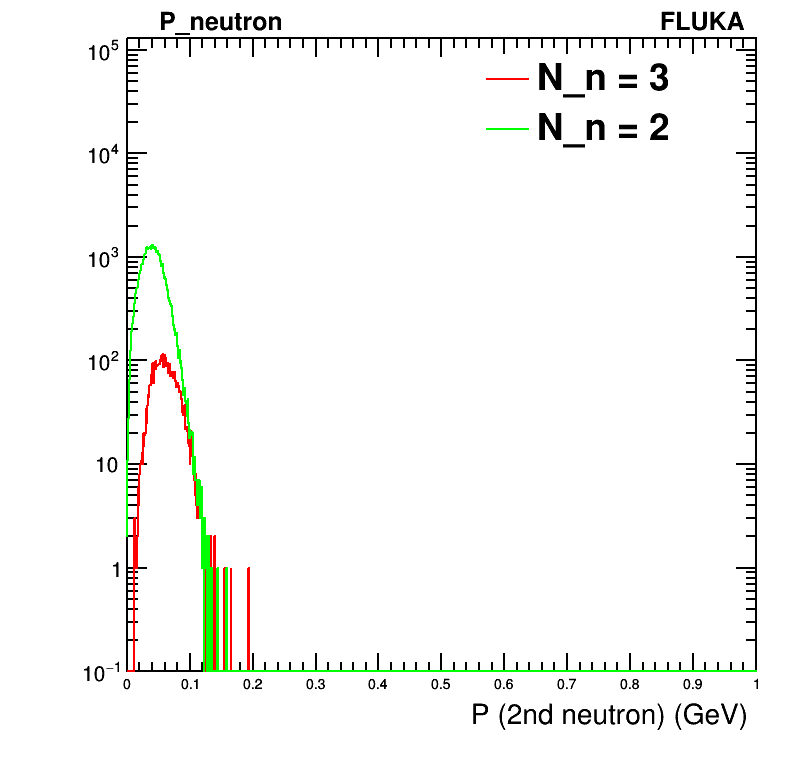 P_neutron FLUKA
N_n = 3
N_n = 2
10^5
10^4
10^3
10^2
10
1
10^−1
0 0.1 0.2 0.3 0.4 0.5 0.6 0.7 0.8 0.9 1
P (2nd neutron) (GeV)